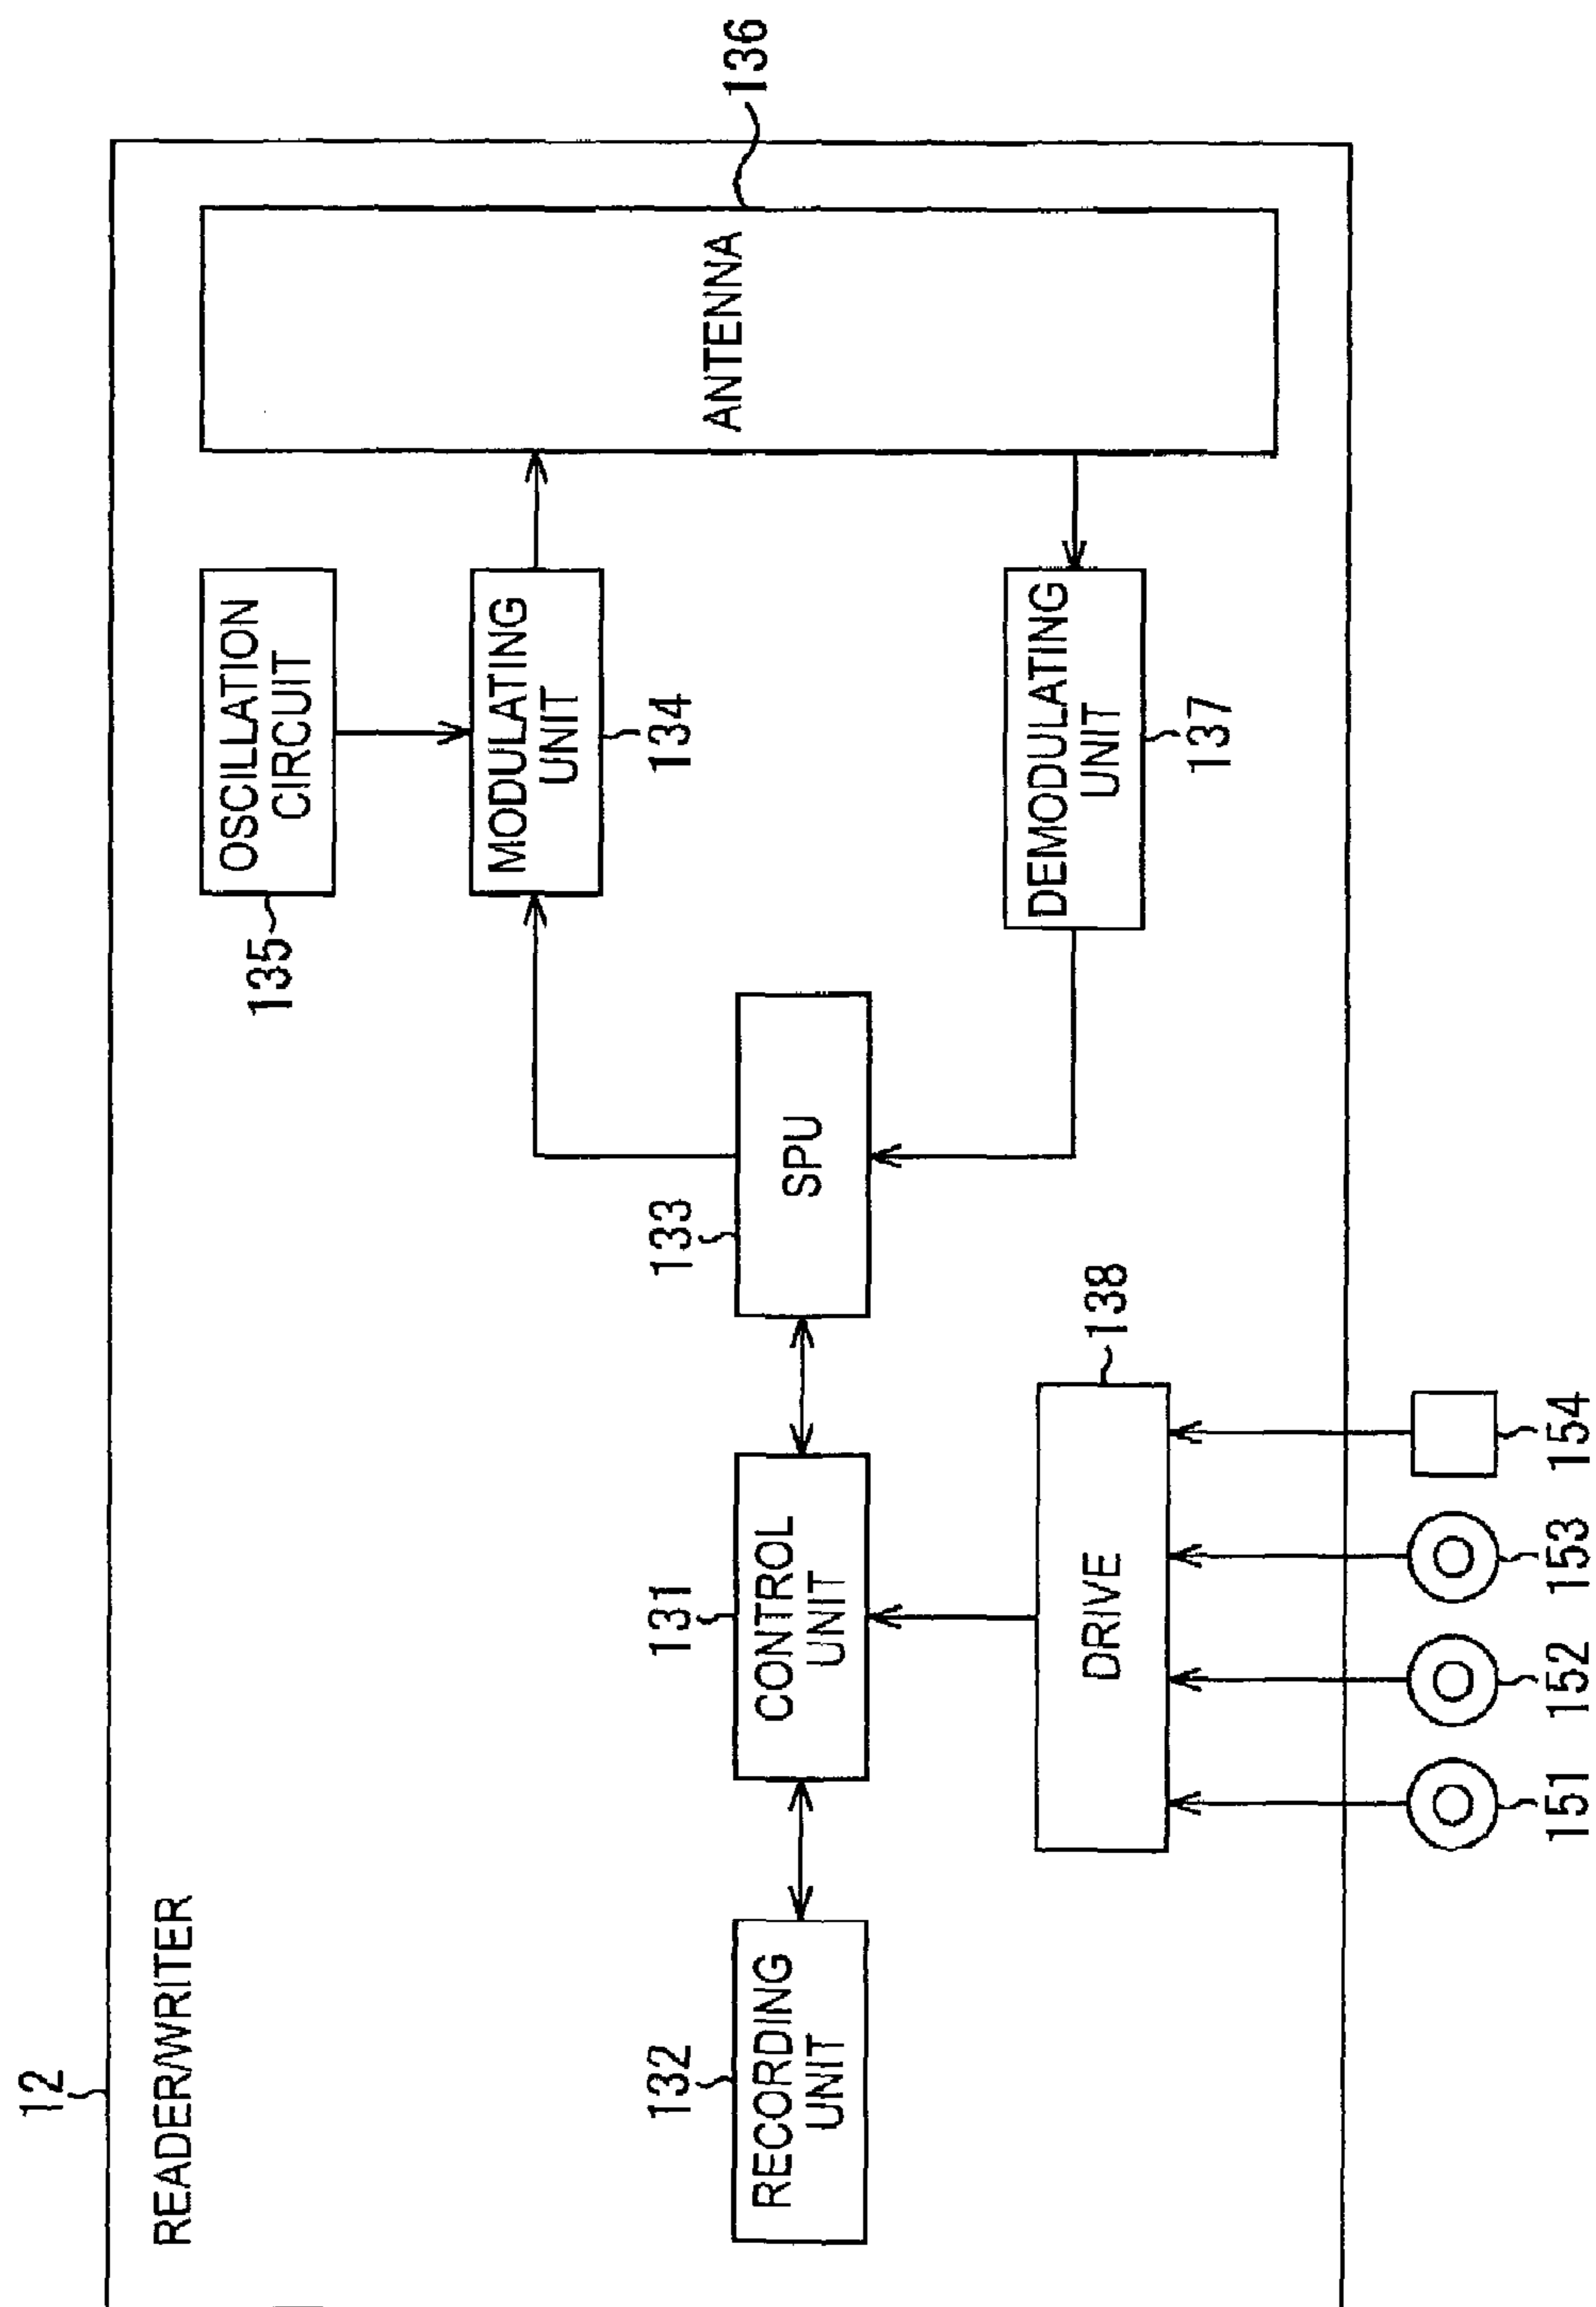 12
READER/WRITER
135
OSCILLATION
CIRCUIT
136
ANTENNA
MODULATING
UNIT
134
132
RECORDING
UNIT
131
CONTROL
UNIT
133
SPU
DEMODULATING
UNIT
137
138
DRIVE
151
152
153
154